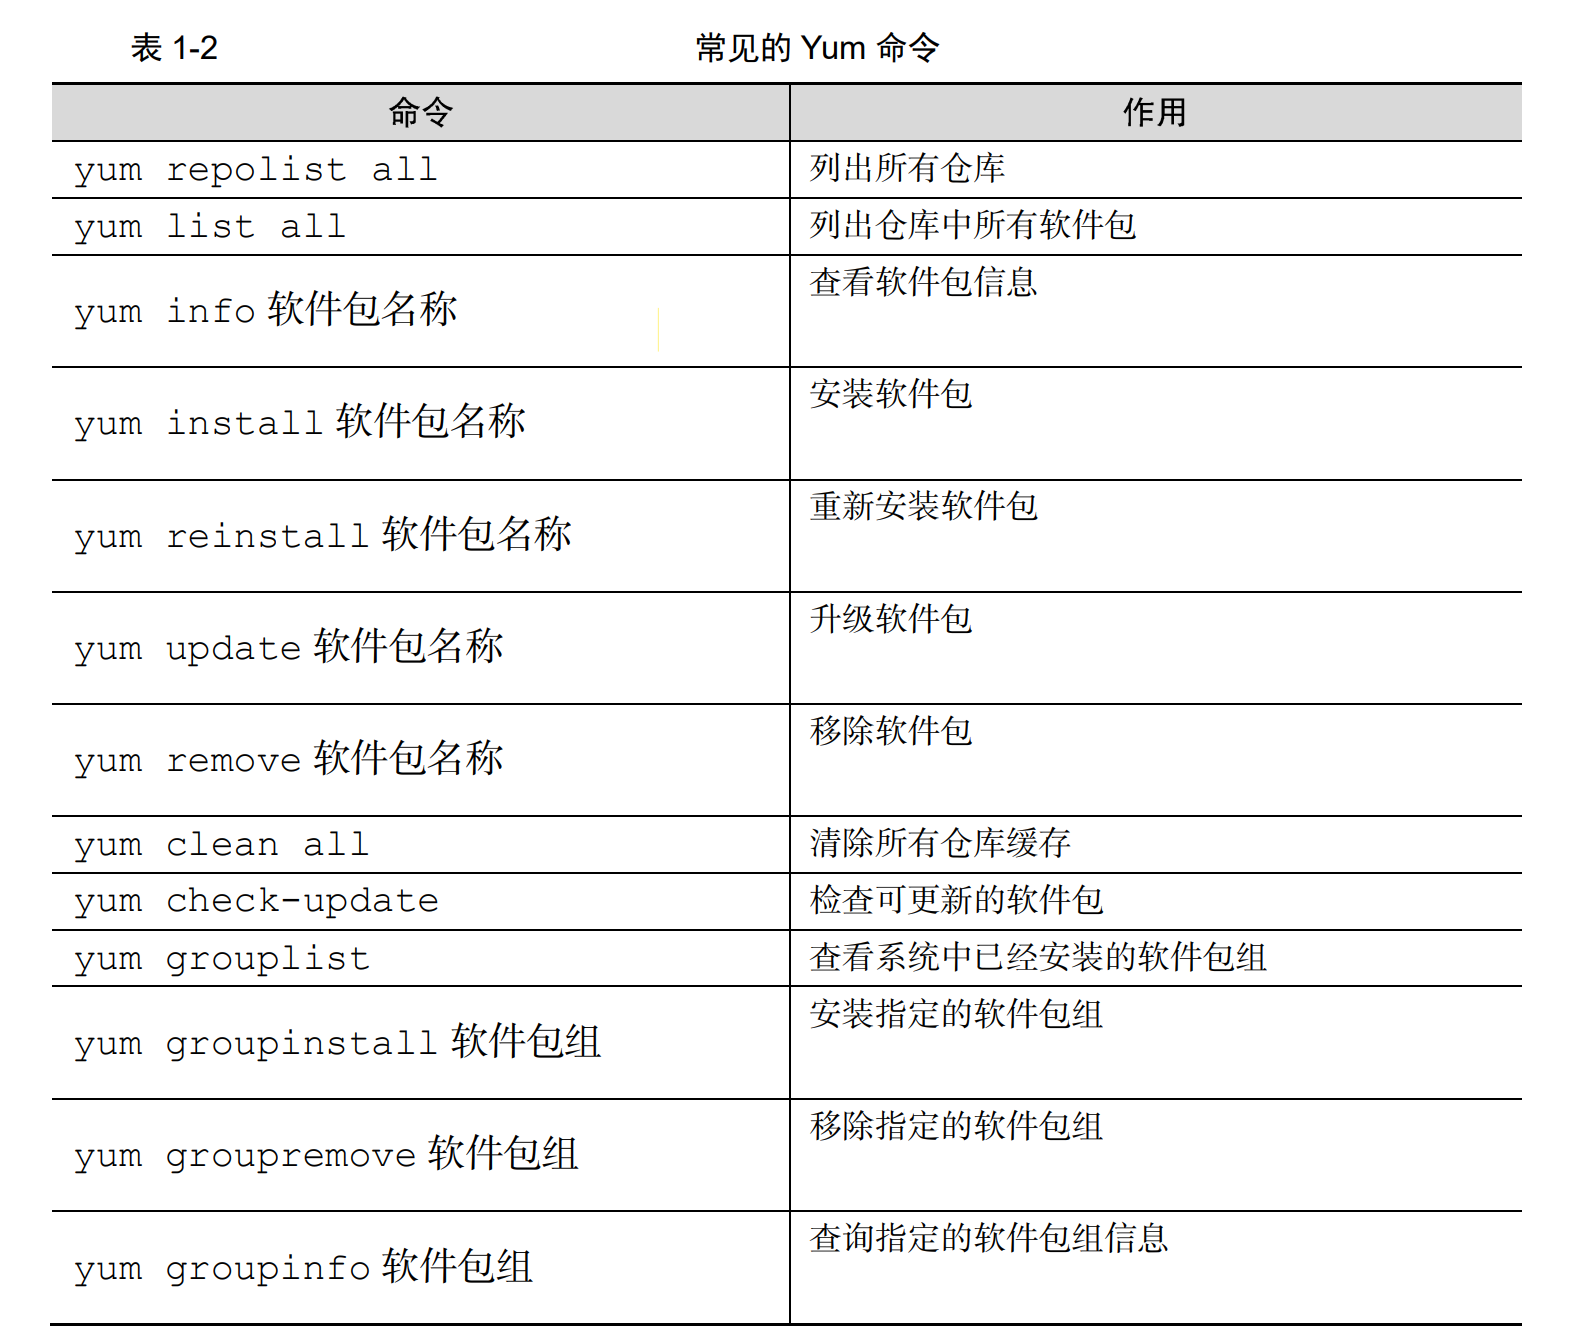 表 1-2 常见的 Yum 命令
命令 作用
yum repolist all 列出所有仓库
yum list all 列出仓库中所有软件包
yum info 软件包名称 查看软件包信息
yum install 软件包名称 安装软件包
yum reinstall 软件包名称 重新安装软件包
yum update 软件包名称 升级软件包
yum remove 软件包名称 移除软件包
yum clean all 清除所有仓库缓存
yum check-update 检查可更新的软件包
yum grouplist 查看系统中已经安装的软件包组
yum groupinstall 软件包组 安装指定的软件包组
yum groupremove 软件包组 移除指定的软件包组
yum groupinfo 软件包组 查询指定的软件包组信息